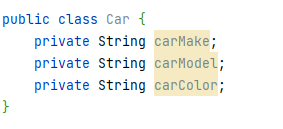 public class Car {
    private String carMake;
    private String carModel;
    private String carColor;
}